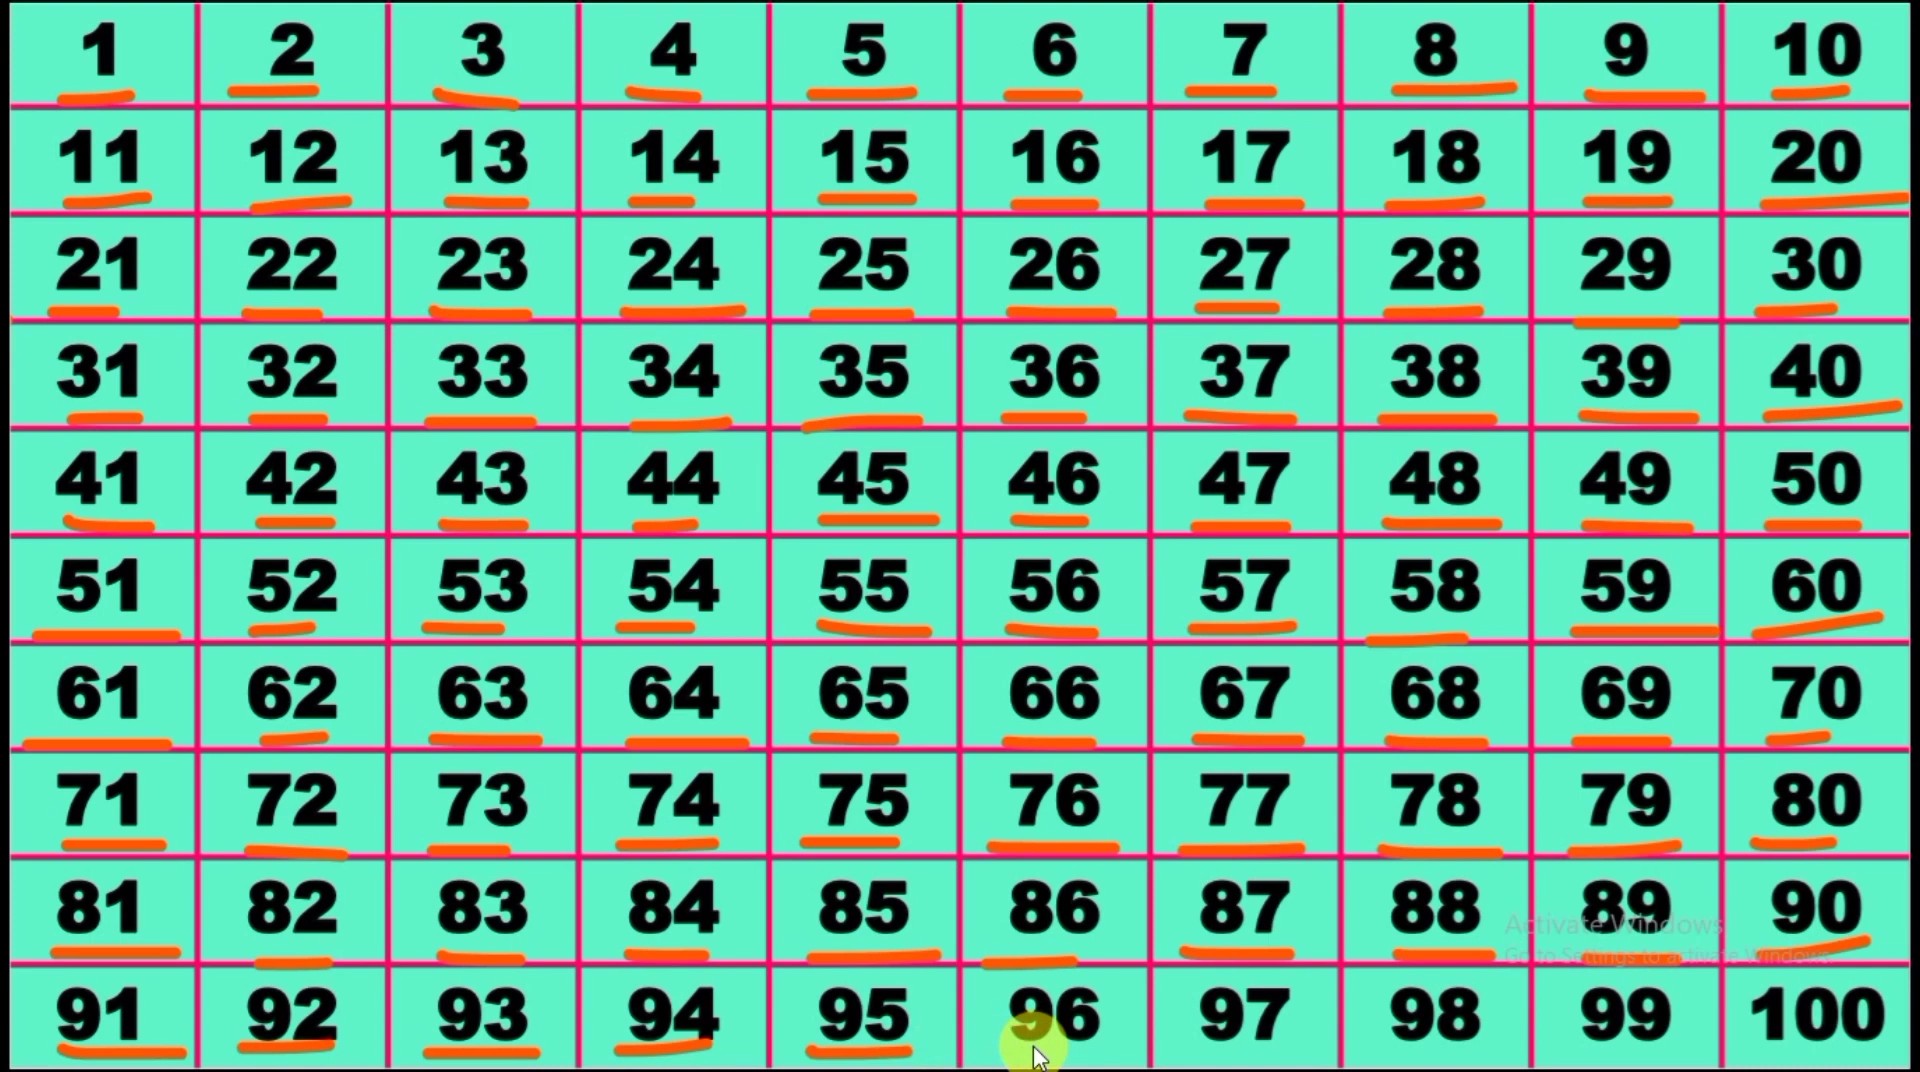 1 2 3 4 5 6 7 8 9 10
11 12 13 14 15 16 17 18 19 20
21 22 23 24 25 26 27 28 29 30
31 32 33 34 35 36 37 38 39 40
41 42 43 44 45 46 47 48 49 50
51 52 53 54 55 56 57 58 59 60
61 62 63 64 65 66 67 68 69 70
71 72 73 74 75 76 77 78 79 80
81 82 83 84 85 86 87 88 89 90
Activate Windows
Go to Settings to activate Windows.
91 92 93 94 95 96 97 98 99 100